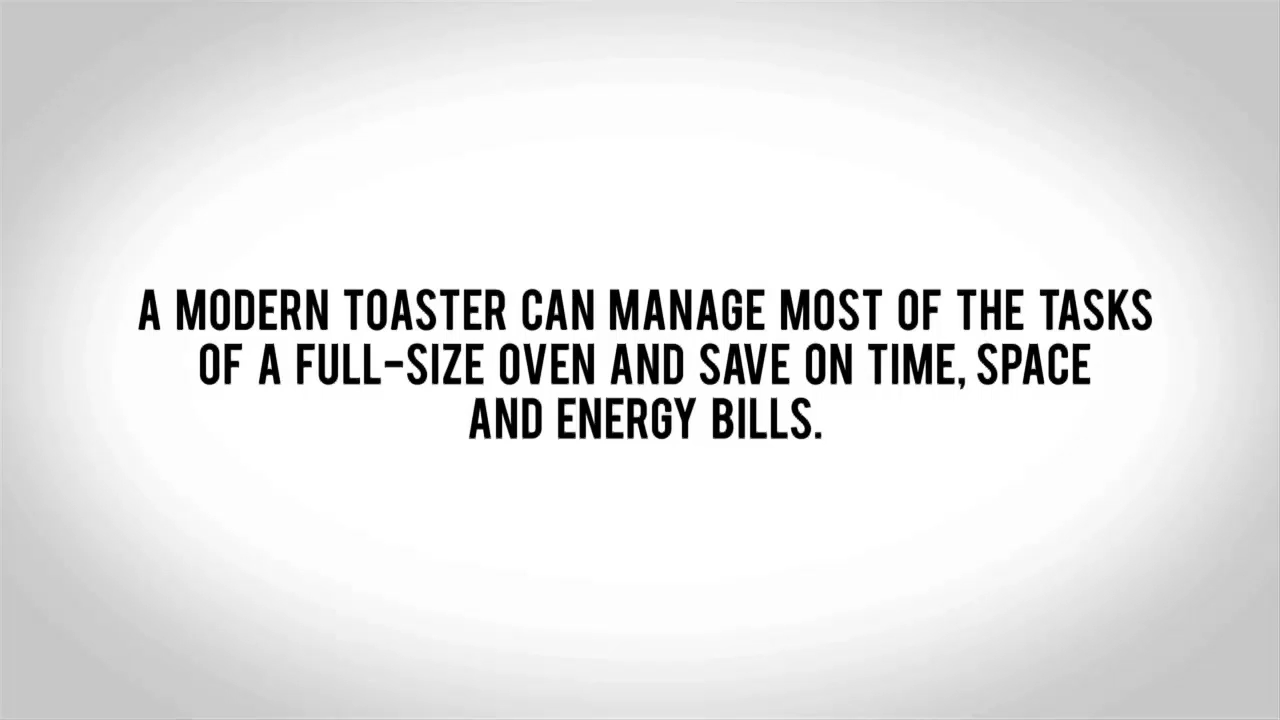 A MODERN TOASTER CAN MANAGE MOST OF THE TASKS
OF A FULL-SIZE OVEN AND SAVE ON TIME, SPACE
AND ENERGY BILLS.